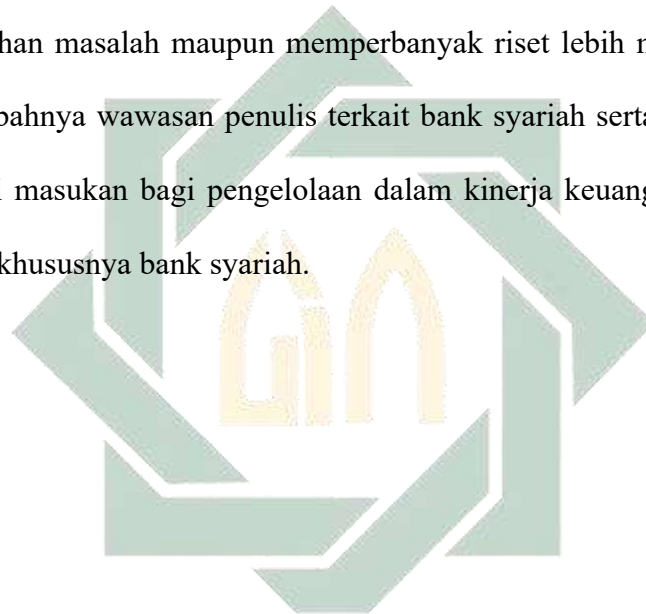 han masalah maupun memperbanyak riset lebih
bahnya wawasan penulis terkait bank syariah serta
masukan bagi pengelolaan dalam kinerja keuang
khususnya bank syariah.